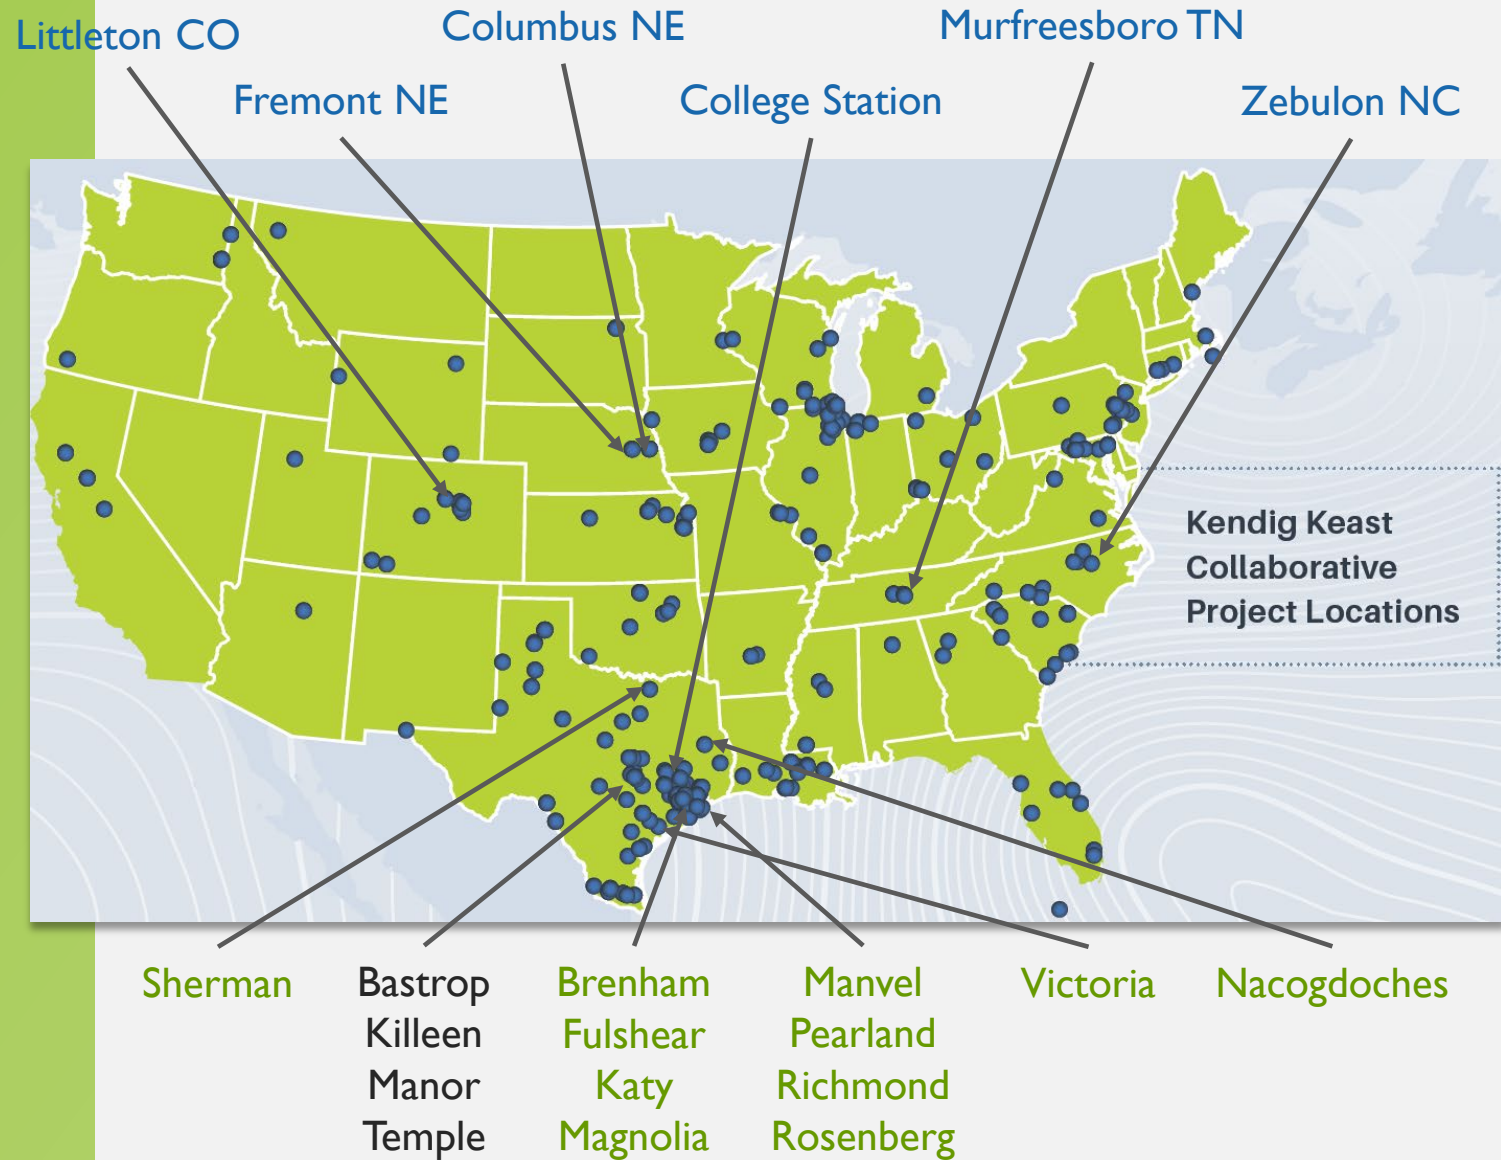 Littleton CO
Columbus NE
Murfreesboro TN
Fremont NE
College Station
Zebulon NC
Kendig Keast
Collaborative
Project Locations
Sherman
Bastrop
Killeen
Manor
Temple
Brenham
Fulshear
Katy
Magnolia
Manvel
Pearland
Richmond
Rosenberg
Victoria
Nacogdoches